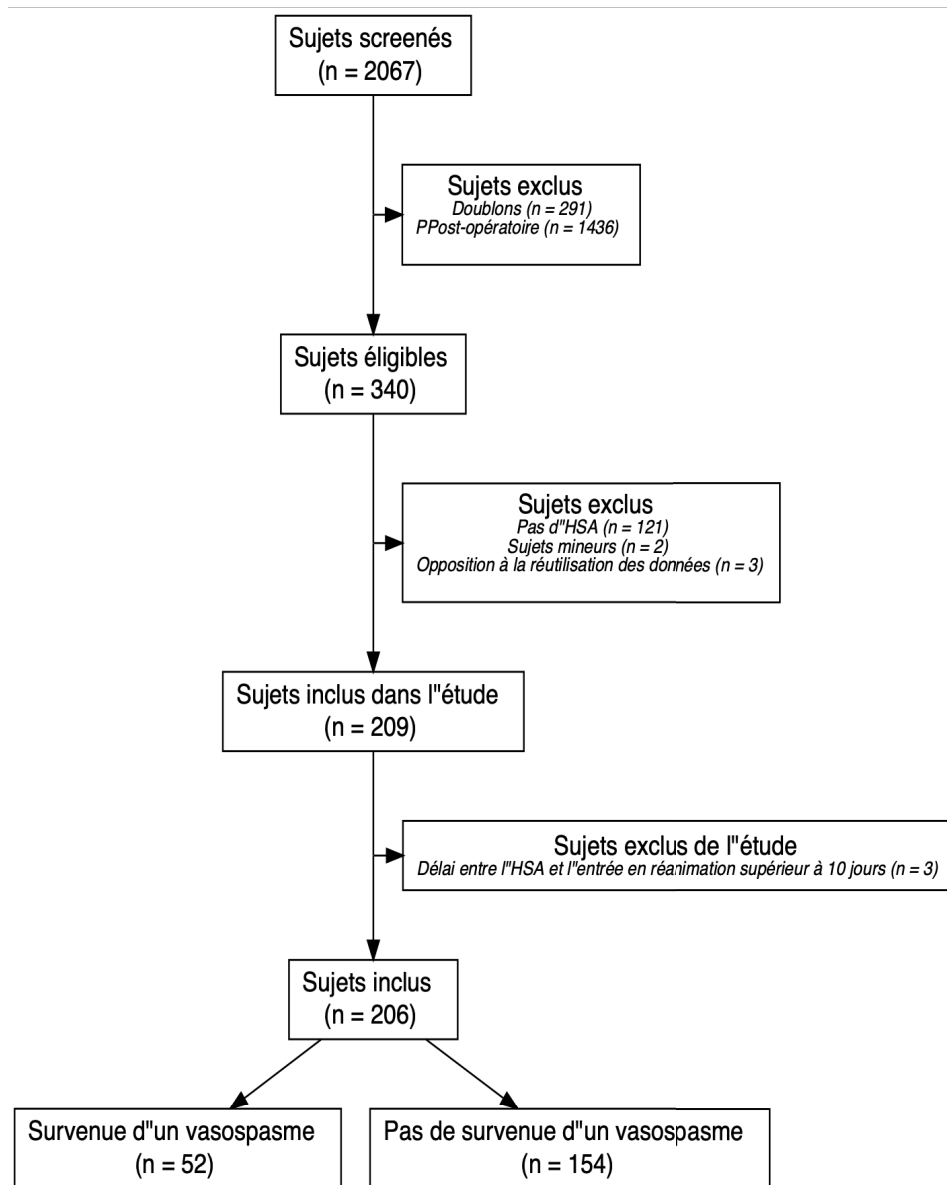 Sujets screenés
(n = 2067)
Sujets exclus
Doublons (n = 291)
PPost-opératoire (n = 1436)
Sujets éligibles
(n = 340)
Sujets exclus
Pas d"HSA (n = 121)
Sujets mineurs (n = 2)
Opposition à la réutilisation des données (n = 3)
Sujets inclus dans l"étude
(n = 209)
Sujets exclus de l"étude
Délai entre l"HSA et l"entrée en réanimation supérieur à 10 jours (n = 3)
Sujets inclus
(n = 206)
Survenue d"un vasospasme
(n = 52)
Pas de survenue d"un vasospasme
(n = 154)